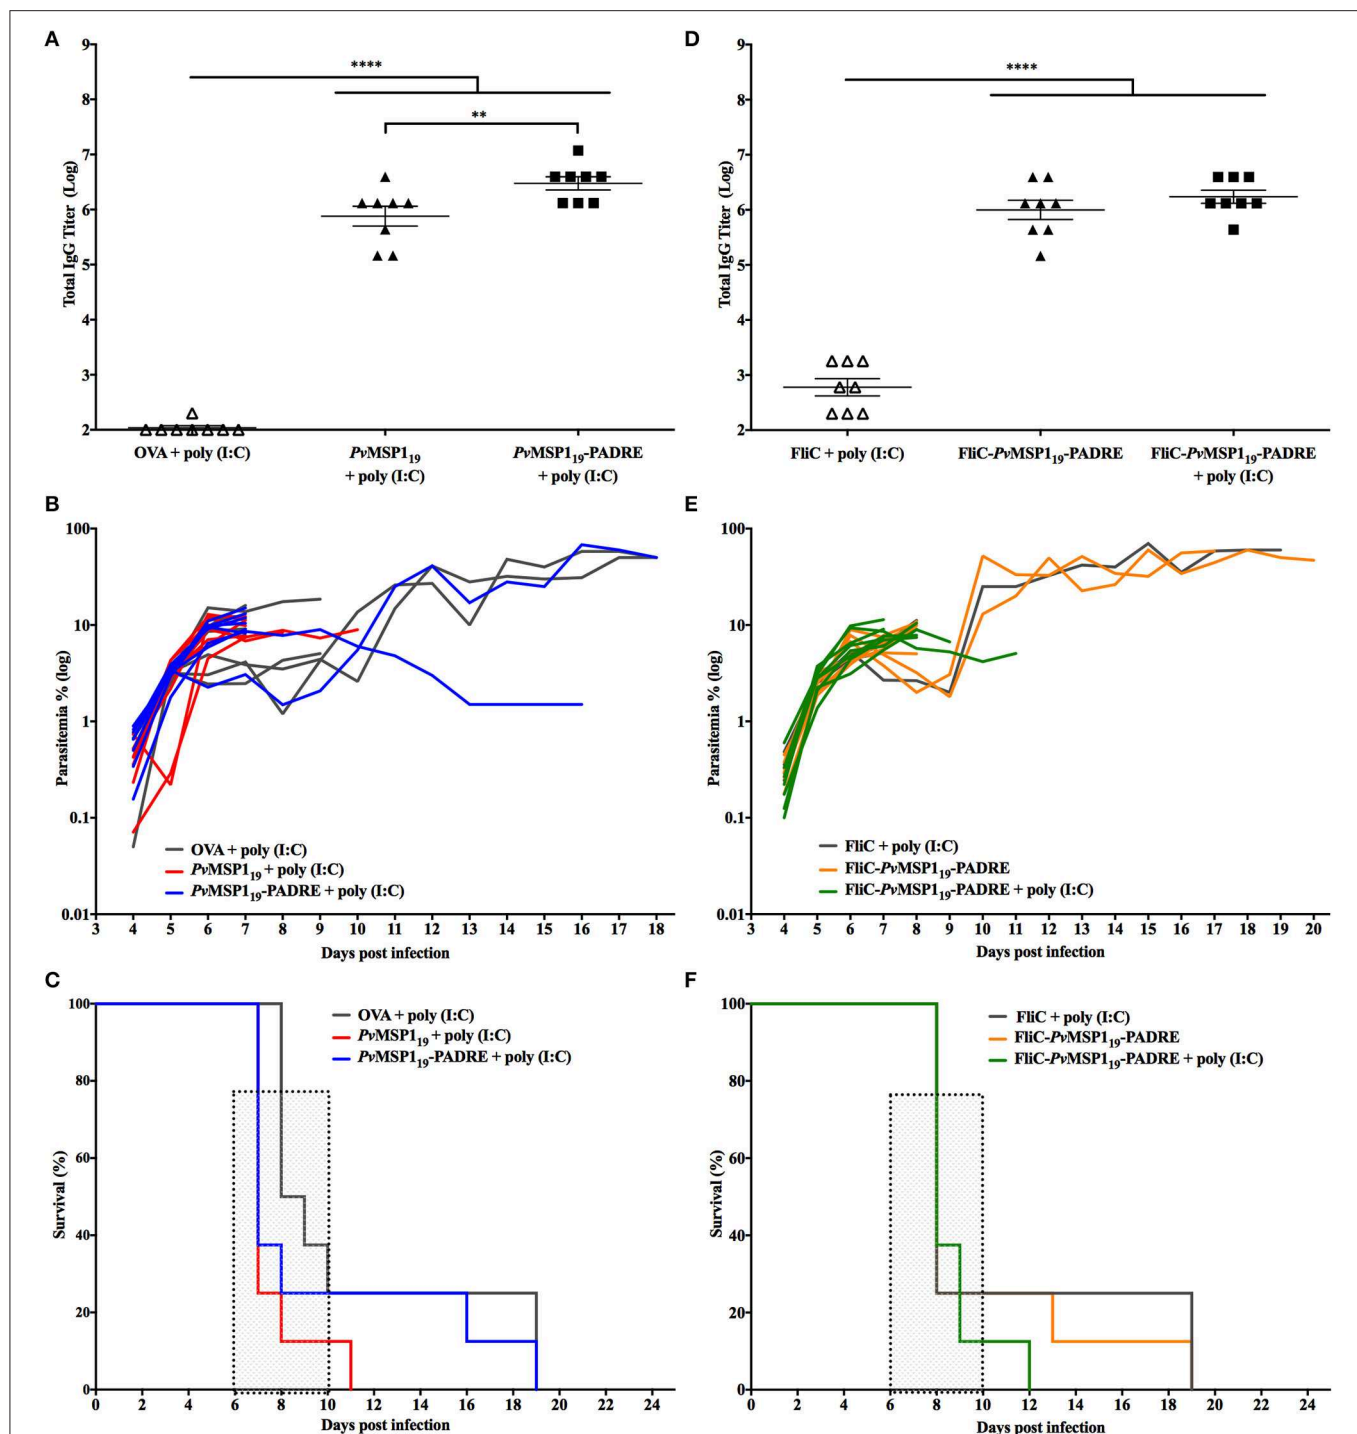 A
9
8
7
6
5
4
3
2
Total IgG Titer (Log)
****
**
OVA + poly (I:C)
PvMSP1₁₉
+ poly (I:C)
PvMSP1₁₉-PADRE
+ poly (I:C)
D
9
8
7
6
5
4
3
2
Total IgG Titer (Log)
****
FliC + poly (I:C)
FliC-PvMSP1₁₉-PADRE
FliC-PvMSP1₁₉-PADRE
+ poly (I:C)
B
100
10
1
0.1
0.01
Parasitemia % (log)
OVA + poly (I:C)
PvMSP1₁₉ + poly (I:C)
PvMSP1₁₉-PADRE + poly (I:C)
3 4 5 6 7 8 9 10 11 12 13 14 15 16 17 18
Days post infection
E
100
10
1
0.1
0.01
Parasitemia % (log)
FliC + poly (I:C)
FliC-PvMSP1₁₉-PADRE
FliC-PvMSP1₁₉-PADRE + poly (I:C)
3 4 5 6 7 8 9 10 11 12 13 14 15 16 17 18 19 20
Days post infection
C
100
80
60
40
20
0
Survival (%)
OVA + poly (I:C)
PvMSP1₁₉ + poly (I:C)
PvMSP1₁₉-PADRE + poly (I:C)
0 2 4 6 8 10 12 14 16 18 20 22 24
Days post infection
F
100
80
60
40
20
0
Survival (%)
FliC + poly (I:C)
FliC-PvMSP1₁₉-PADRE
FliC-PvMSP1₁₉-PADRE + poly (I:C)
0 2 4 6 8 10 12 14 16 18 20 22 24
Days post infection